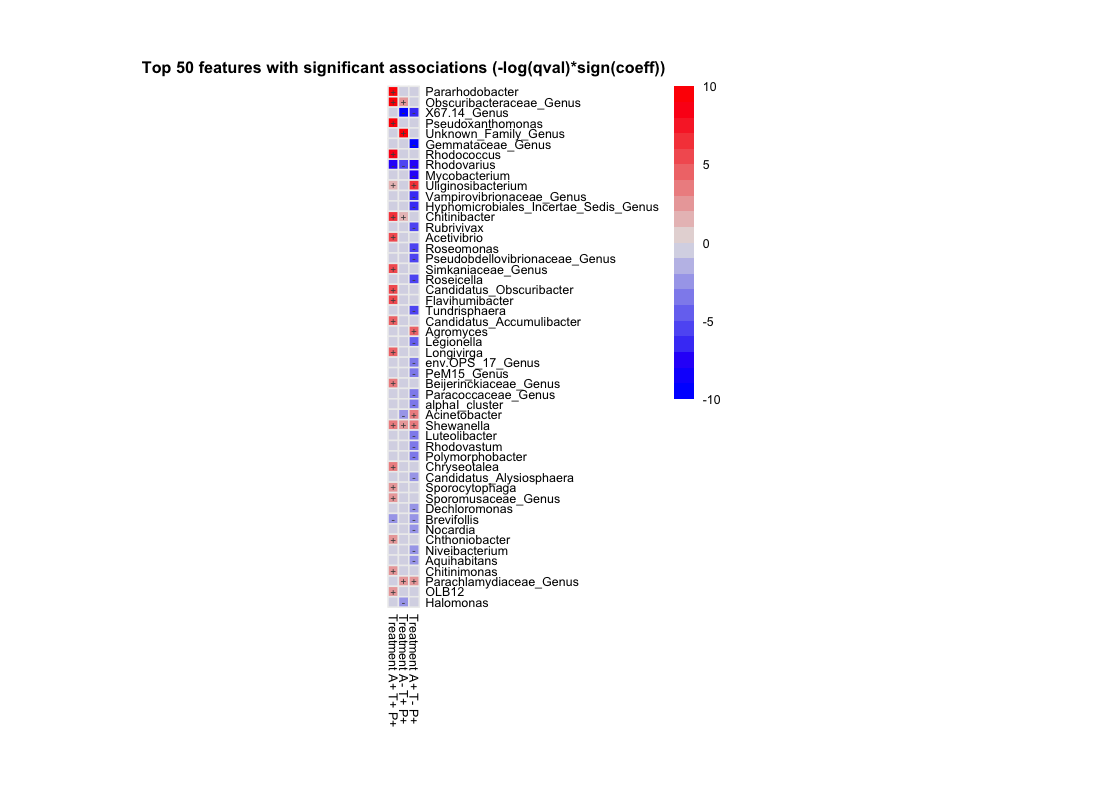 Top 50 features with significant associations (-log(qval)*sign(coeff))
Pararhodobacter
Obscuribacteraceae_Genus
X67.14_Genus
Pseudoxanthomonas
Unknown_Family_Genus
Gemmataceae_Genus
Rhodococcus
Rhodovarius
Mycobacterium
Uliginosibacterium
Vampirovibrionaceae_Genus
Hyphomicrobiales_Incertae_Sedis_Genus
Chitinibacter
Rubrivivax
Acetivibrio
Roseomonas
Pseudobdellovibrionaceae_Genus
Simkaniaceae_Genus
Roseicella
Candidatus_Obscuribacter
Flavihumibacter
Tundrisphaera
Candidatus_Accumulibacter
Agromyces
Legionella
Longivirga
env.OPS_17_Genus
PeM15_Genus
Beijerinckiaceae_Genus
Paracoccaceae_Genus
alphaI_cluster
Acinetobacter
Shewanella
Luteolibacter
Rhodovastum
Polymorphobacter
Chryseotalea
Candidatus_Alysiosphaera
Sporocytophaga
Sporomusaceae_Genus
Dechloromonas
Brevifollis
Nocardia
Chthoniobacter
Niveibacterium
Aquihabitans
Chitinimonas
Parachlamydiaceae_Genus
OLB12
Halomonas
Treatment A+ T+ P+
Treatment A- T+ P+
Treatment A+ T- P+
10
5
0
-5
-10